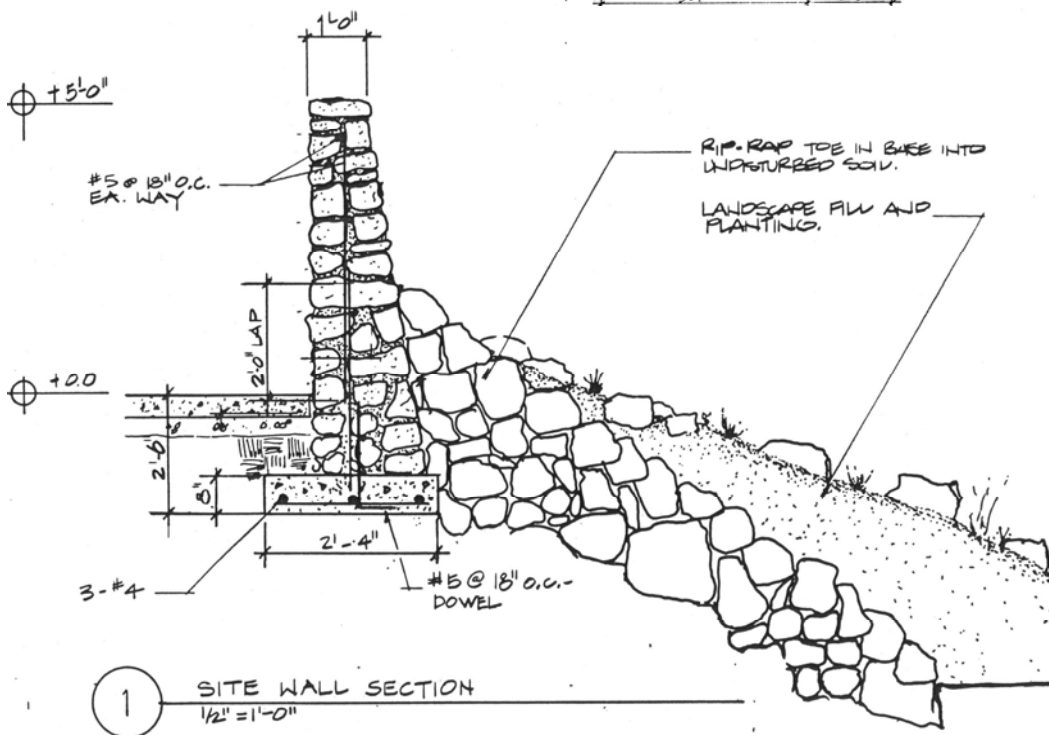 1'-0"
+5'-0"
#5 @ 18" O.C.
EA. WAY
RIP-RAP TOE IN BASE INTO
UNDISTURBED SOIL.
LANDSCAPE FILL AND
PLANTING.
2'-0" LAP
+0.0
2'-6"
8"
2'-4"
3-#4
#5 @ 18" O.C.-
DOWEL
1
SITE WALL SECTION
1/2" = 1'-0"